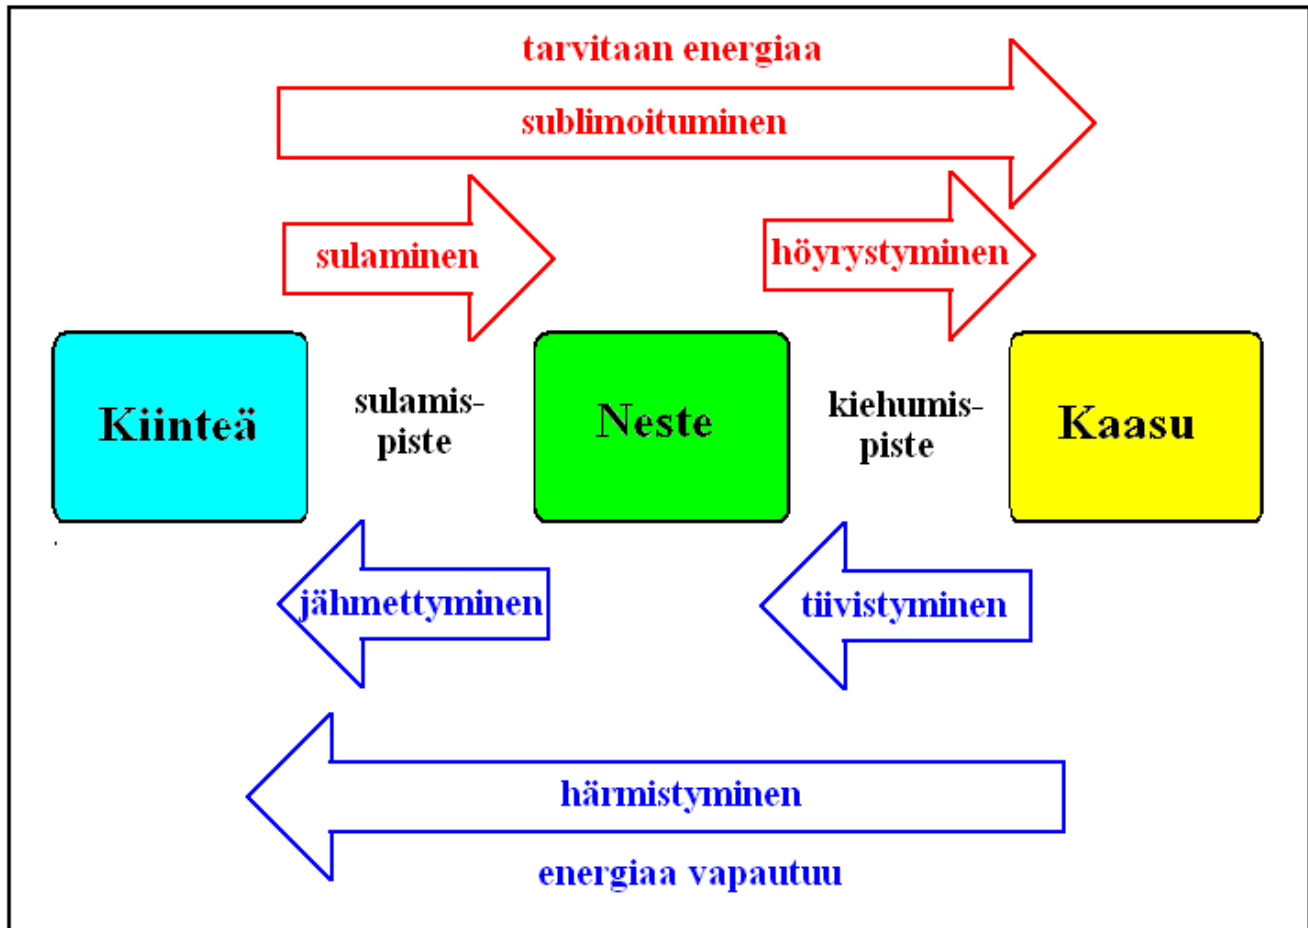 tarvitaan energiaa
sublimoituminen
sulaminen
höyrystyminen
Kiinteä
sulamis-
piste
Neste
kiehumis-
piste
Kaasu
jähmettyminen
tiivistyminen
härmistyminen
energiaa vapautuu